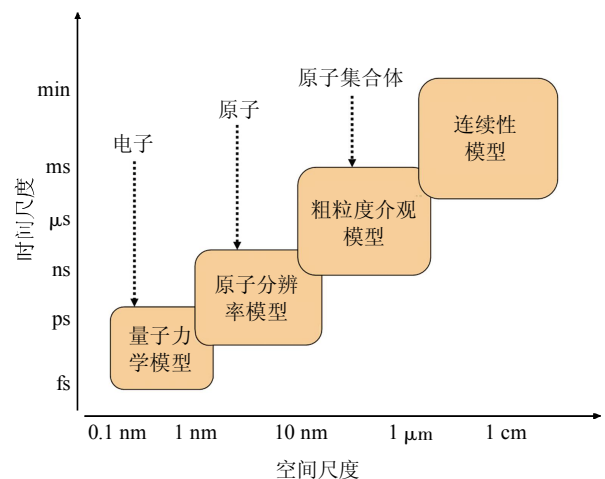 min
ms
μs
ns
ps
fs
时间尺度
电子
原子
原子集合体
连续性
模型
粗粒度介观
模型
原子分辨
率模型
量子力
学模型
0.1 nm
1 nm
10 nm
1 μm
1 cm
空间尺度